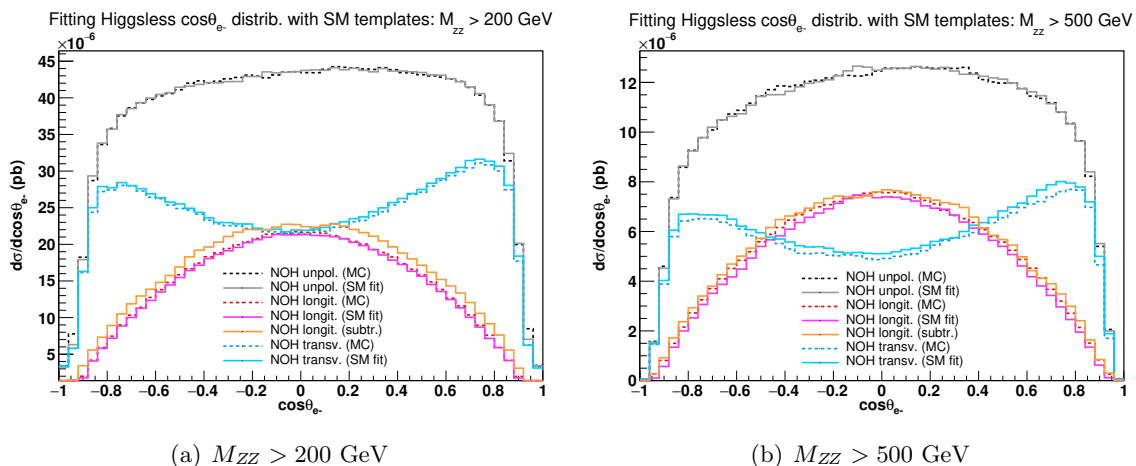 Fitting Higgsless cosθe- distrib. with SM templates: Mzz > 200 GeV
×10-6
dσ/dcosθe- (pb)
45
40
35
30
25
20
15
10
5
NOH unpol. (MC)
NOH unpol. (SM fit)
NOH longit. (MC)
NOH longit. (SM fit)
NOH longit. (subtr.)
NOH transv. (MC)
NOH transv. (SM fit)
−1 −0.8 −0.6 −0.4 −0.2 0 0.2 0.4 0.6 0.8 1
cosθe-
(a) MZZ > 200 GeV
Fitting Higgsless cosθe- distrib. with SM templates: Mzz > 500 GeV
×10-6
dσ/dcosθe- (pb)
12
10
8
6
4
2
0
NOH unpol. (MC)
NOH unpol. (SM fit)
NOH longit. (MC)
NOH longit. (SM fit)
NOH longit. (subtr.)
NOH transv. (MC)
NOH transv. (SM fit)
−1 −0.8 −0.6 −0.4 −0.2 0 0.2 0.4 0.6 0.8 1
cosθe-
(b) MZZ > 500 GeV